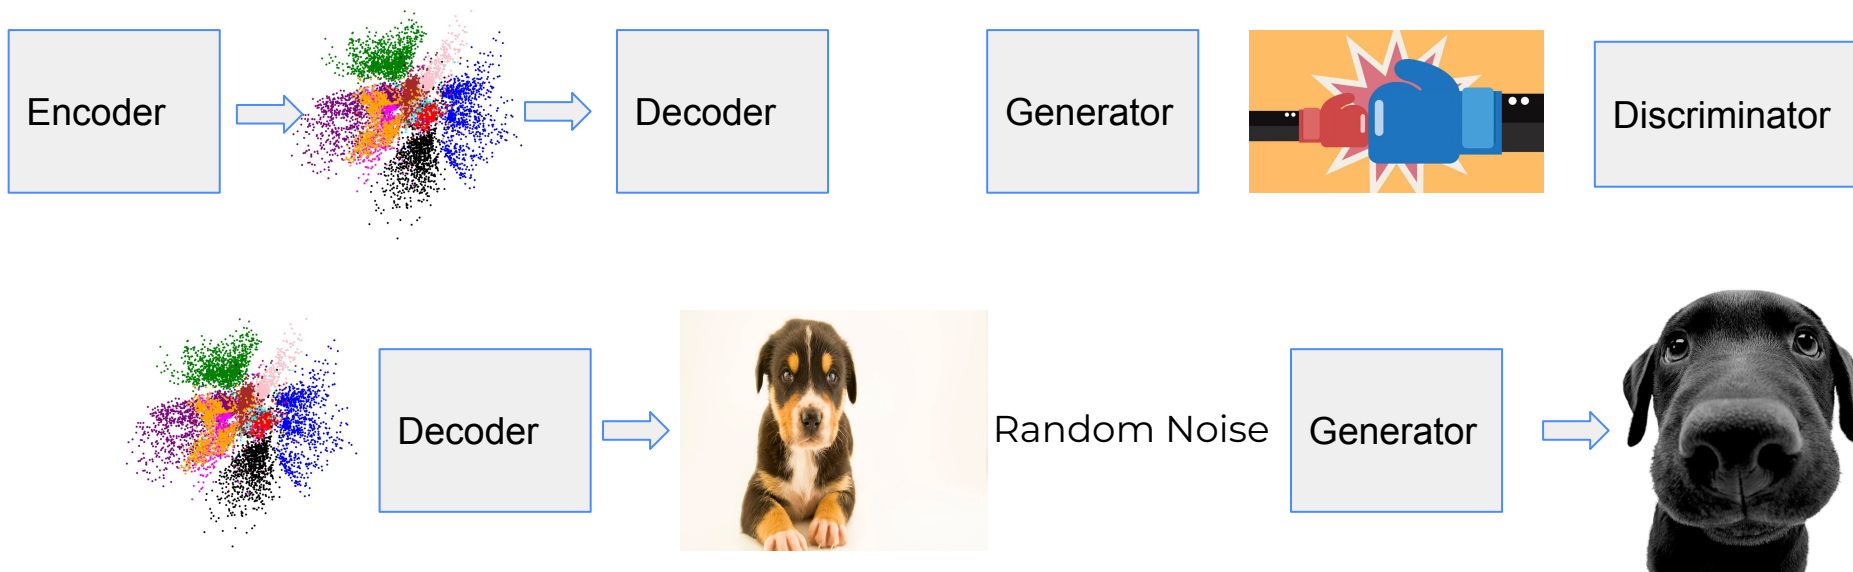 Encoder
Decoder
Generator
Discriminator
Decoder
Random Noise
Generator